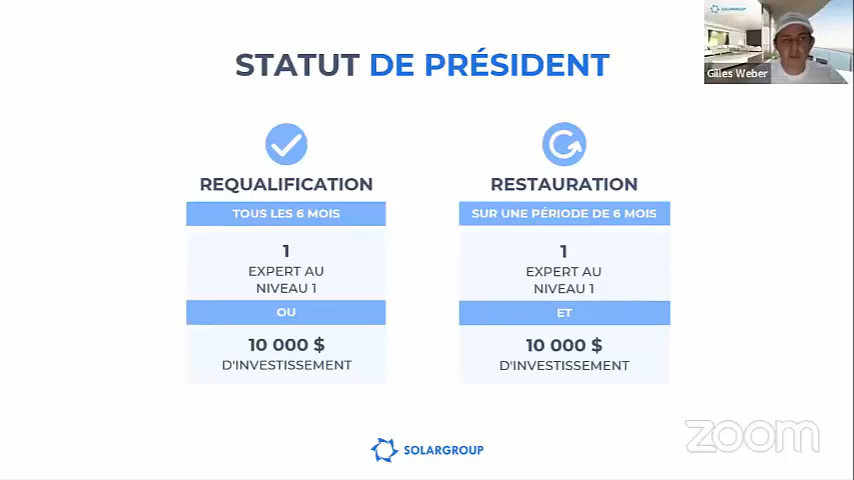 SOLARGROUP
Gilles Weber
STATUT DE PRÉSIDENT
REQUALIFICATION
TOUS LES 6 MOIS
1
EXPERT AU
NIVEAU 1
OU
10 000 $
D'INVESTISSEMENT
RESTAURATION
SUR UNE PÉRIODE DE 6 MOIS
1
EXPERT AU
NIVEAU 1
ET
10 000 $
D'INVESTISSEMENT
SOLARGROUP
zoom